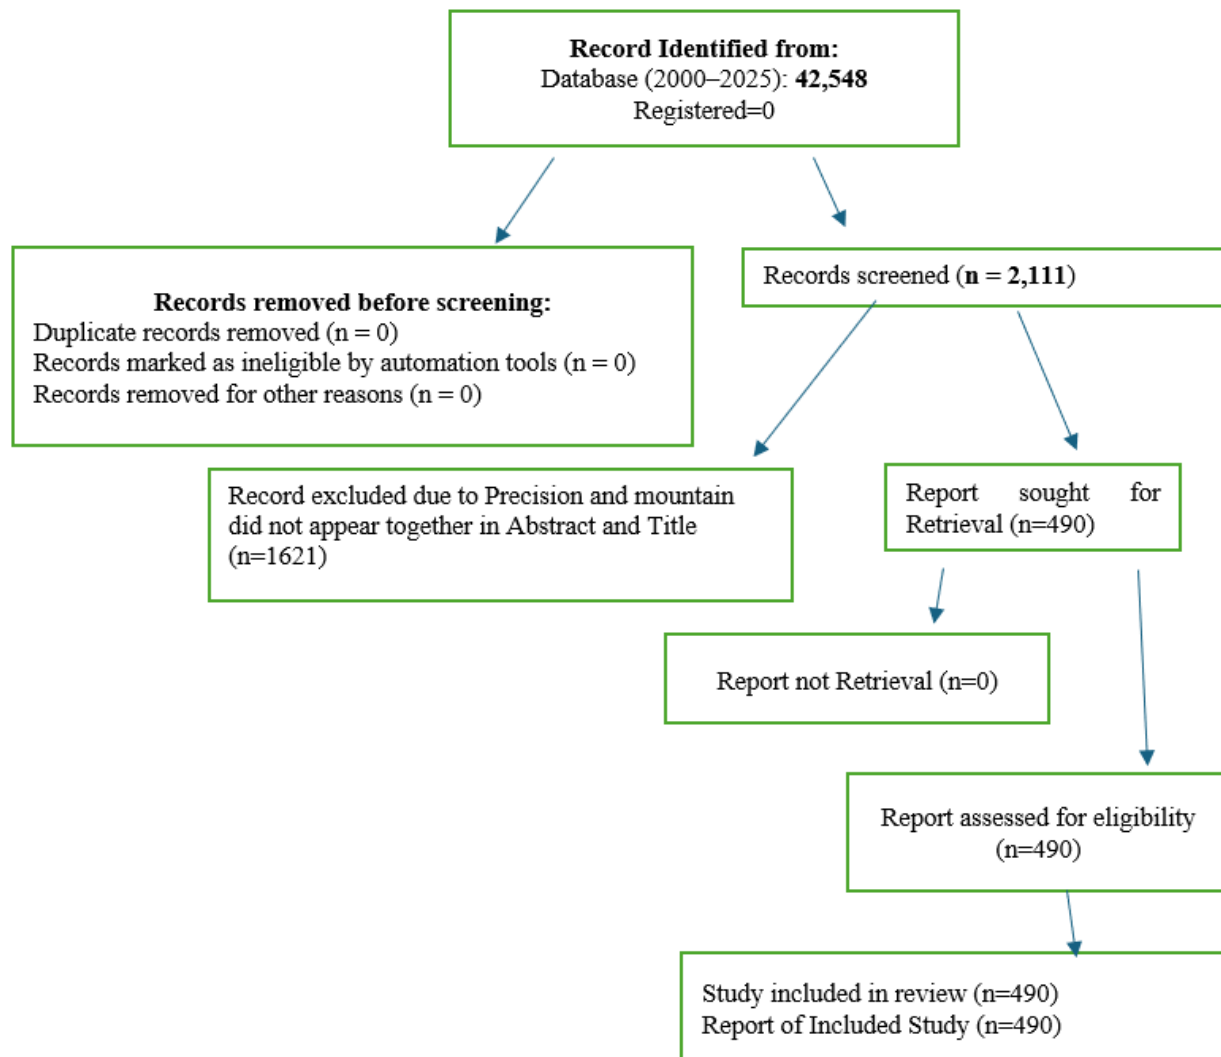 Record Identified from:
Database (2000–2025): 42,548
Registered=0
Records removed before screening:
Duplicate records removed (n = 0)
Records marked as ineligible by automation tools (n = 0)
Records removed for other reasons (n = 0)
Records screened (n = 2,111)
Record excluded due to Precision and mountain
did not appear together in Abstract and Title
(n=1621)
Report sought for
Retrieval (n=490)
Report not Retrieval (n=0)
Report assessed for eligibility
(n=490)
Study included in review (n=490)
Report of Included Study (n=490)